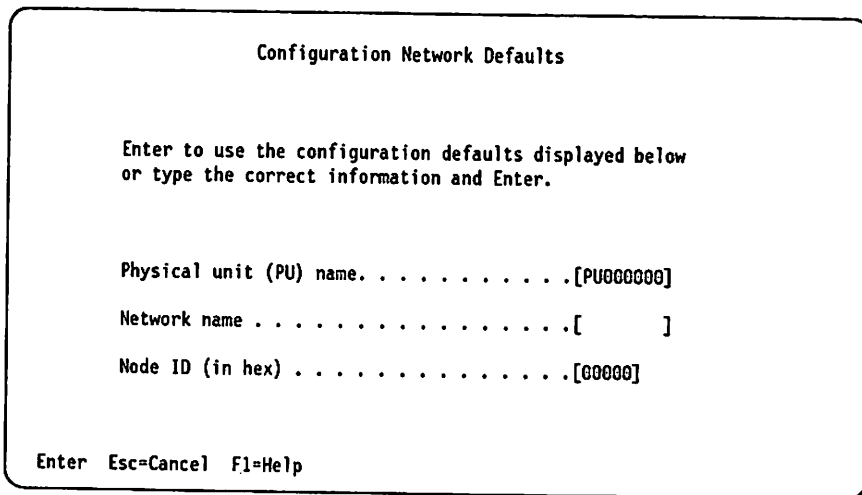 Configuration Network Defaults
Enter to use the configuration defaults displayed below
or type the correct information and Enter.
Physical unit (PU) name. . . . . . . . . . . .[PU000000]
Network name . . . . . . . . . . . . . . . . .[        ]
Node ID (in hex) . . . . . . . . . . . . . . .[00000]
Enter  Esc=Cancel  F1=Help